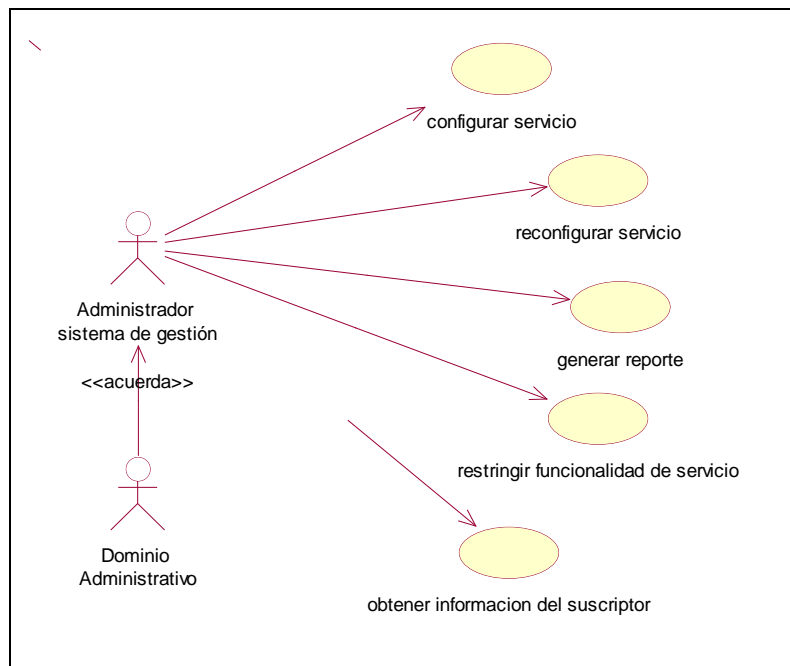 configurar servicio
reconfigurar servicio
Administrador
sistema de gestión
generar reporte
<<acuerda>>
restringir funcionalidad de servicio
Dominio
Administrativo
obtener informacion del suscriptor